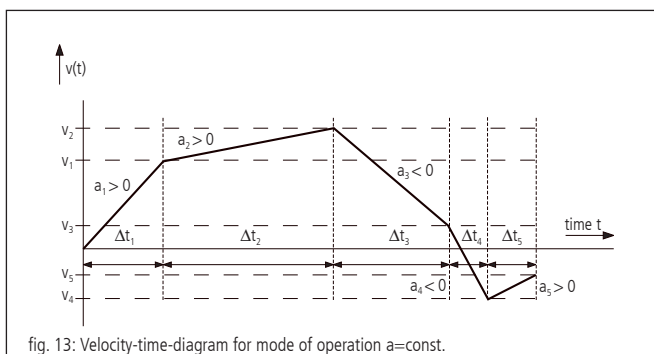 v(t)
v₂
a₂>0
v₁
a₁>0
a₃<0
v₃
time t
Δt₁
Δt₂
Δt₃
Δt₄
Δt₅
v₅
v₄
a₄<0
a₅>0
fig. 13: Velocity-time-diagram for mode of operation a=const.